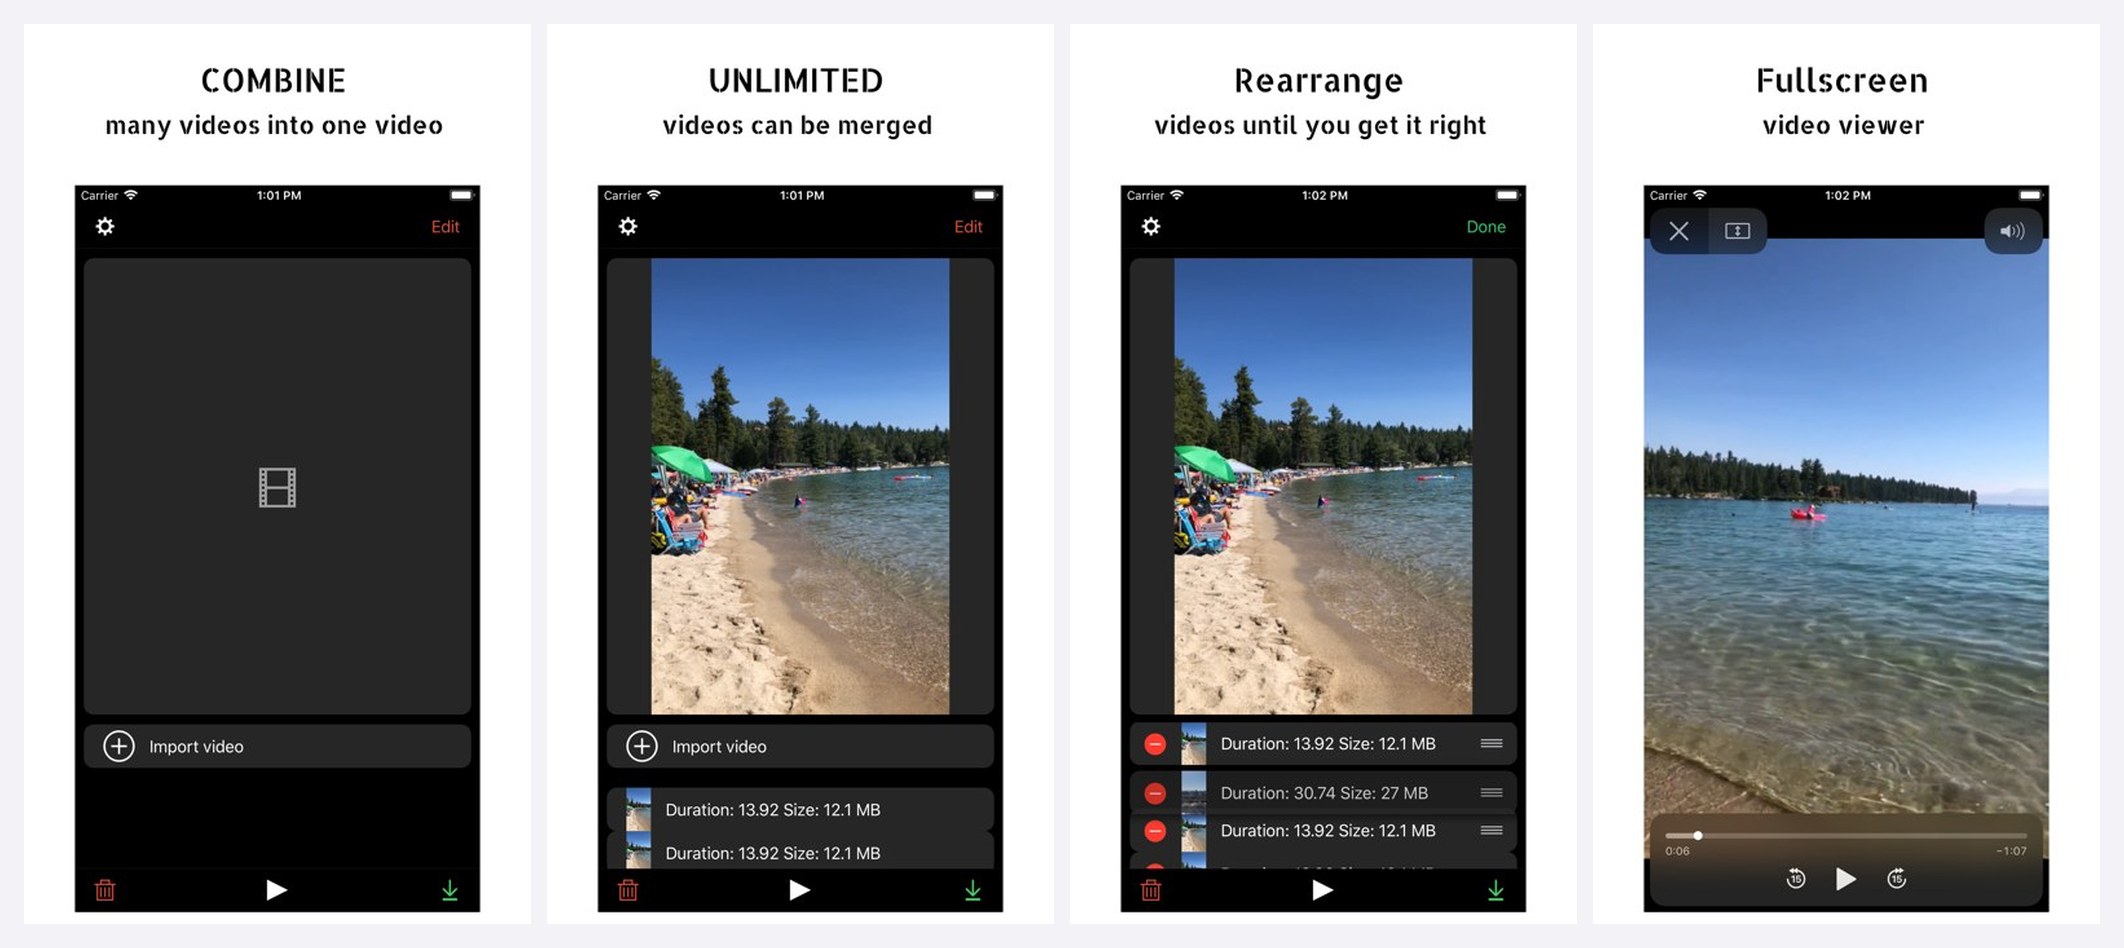 COMBINE
many videos into one video
Carrier 1:01 PM
Edit
Import video
UNLIMITED
videos can be merged
Carrier 1:01 PM
Edit
Import video
Duration: 13.92 Size: 12.1 MB
Duration: 13.92 Size: 12.1 MB
Rearrange
videos until you get it right
Carrier 1:02 PM
Done
Duration: 13.92 Size: 12.1 MB
Duration: 30.74 Size: 27 MB
Duration: 13.92 Size: 12.1 MB
Fullscreen
video viewer
Carrier 1:02 PM
0:06 -1:07
15 15